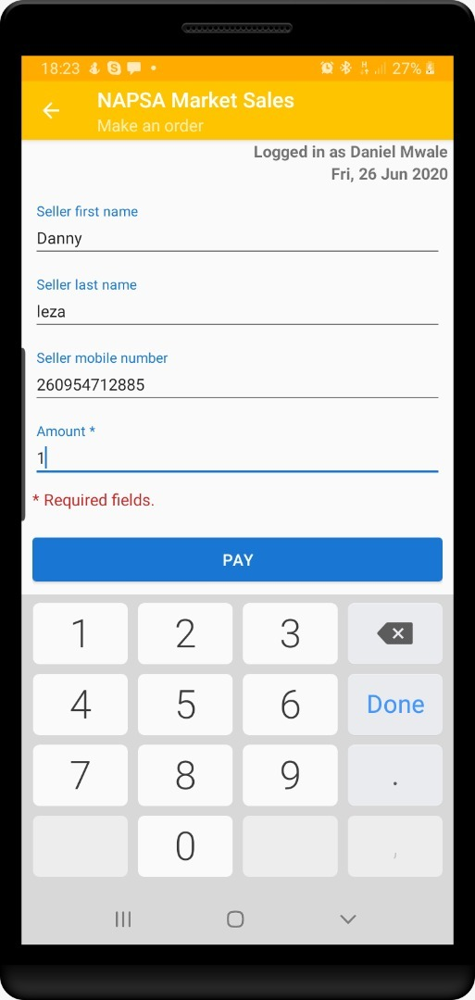 18:23
27%
NAPSA Market Sales
Make an order
Logged in as Daniel Mwale
Fri, 26 Jun 2020
Seller first name
Danny
Seller last name
leza
Seller mobile number
260954712885
Amount *
1
* Required fields.
PAY
1 2 3
4 5 6 Done
7 8 9 .
0 ,